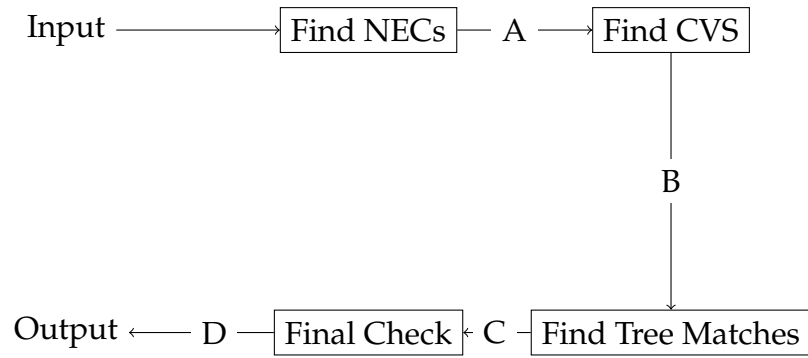 Input
Find NECs
A
Find CVS
B
Output
D
Final Check
C
Find Tree Matches